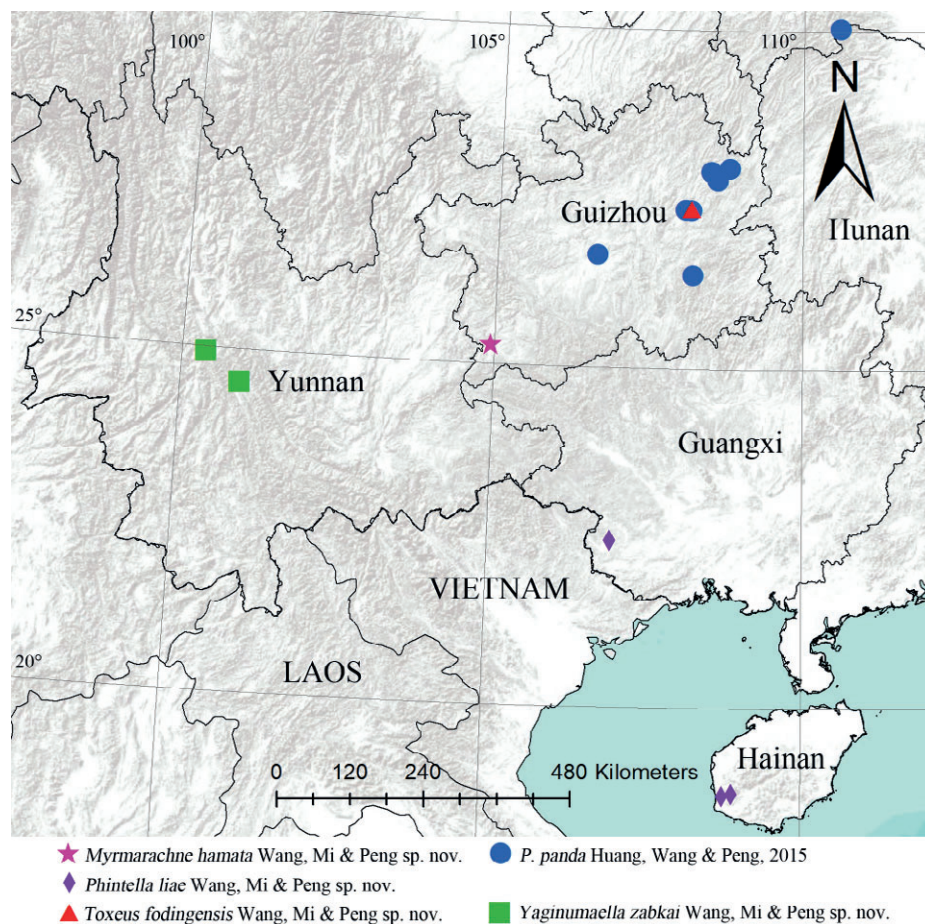 100°
105°
110°
N
Guizhou
Hunan
25°
Yunnan
Guangxi
VIETNAM
20°
LAOS
Hainan
0 120 240 480 Kilometers
Myrmarachne hamata Wang, Mi & Peng sp. nov.
P. panda Huang, Wang & Peng, 2015
Phintella liae Wang, Mi & Peng sp. nov.
Toxeus fodingensis Wang, Mi & Peng sp. nov.
Yaginumaella zabkai Wang, Mi & Peng sp. nov.